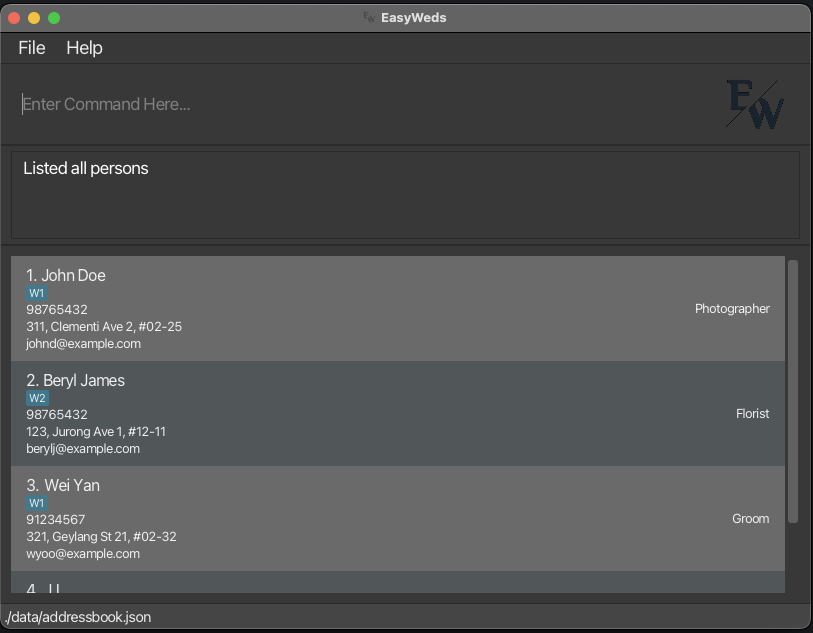 EW EasyWeds
File Help
Enter Command Here...
EW
Listed all persons
1. John Doe
W1
98765432
Photographer
311, Clementi Ave 2, #02-25
johnd@example.com
2. Beryl James
W2
98765432
Florist
123, Jurong Ave 1, #12-11
berylj@example.com
3. Wei Yan
W1
91234567
Groom
321, Geylang St 21, #02-32
wyoo@example.com
4.
./data/addressbook.json